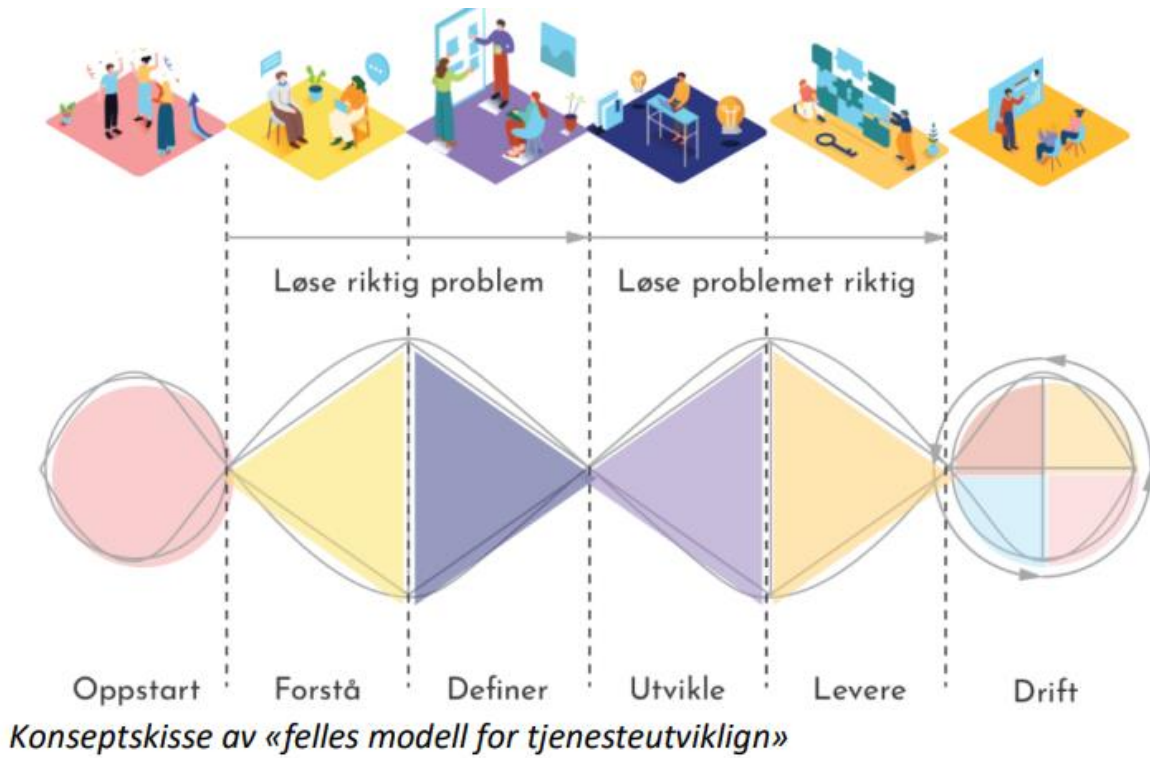 Løse riktig problem
Løse problemet riktig
Oppstart
Forstå
Definer
Utvikle
Levere
Drift
Konseptskisse av «felles modell for tjenesteutviklign»